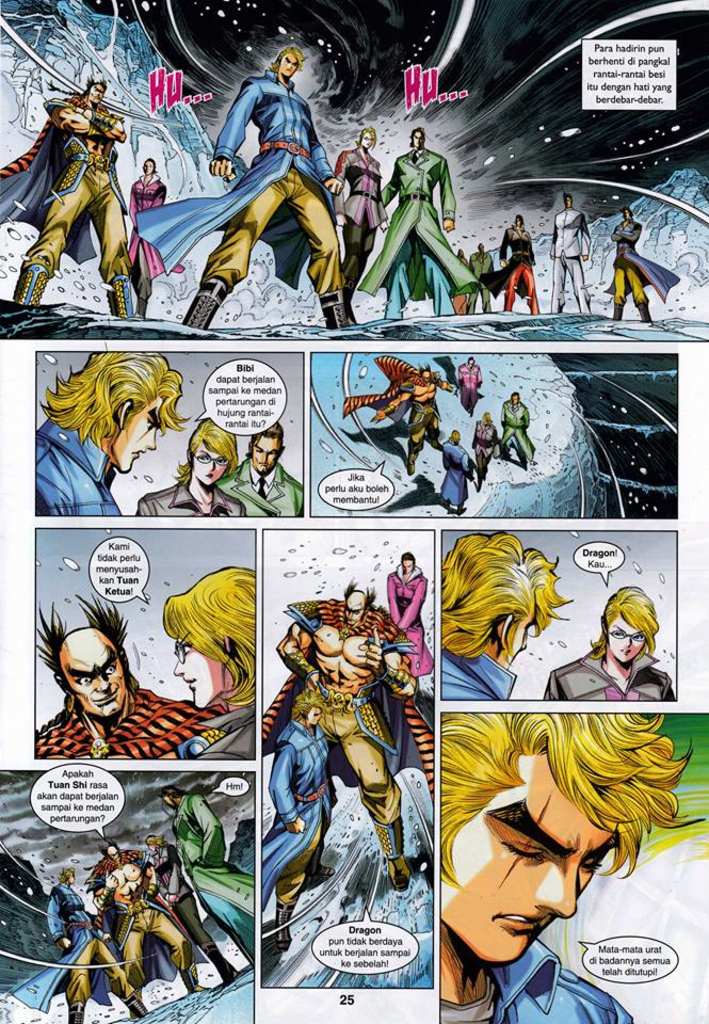 Para hadirin pun
berhenti di pangkal
rantai-rantai besi
itu dengan hati yang
berdebar-debar.
HU...
HU...
Bibi
dapat berjalan
sampai ke medan
pertarungan di
hujung rantai-
rantai itu?
Jika
perlu aku boleh
membantu!
Kami
tidak perlu
menyusah-
kan Tuan
Ketua!
Dragon!
Kau...
Apakah
Tuan Shi rasa
akan dapat berjalan
sampai ke medan
pertarungan?
Hm!
Dragon
pun tidak berdaya
untuk berjalan sampai
ke sebelah!
Mata-mata urat
di badannya semua
telah ditutupi!
25